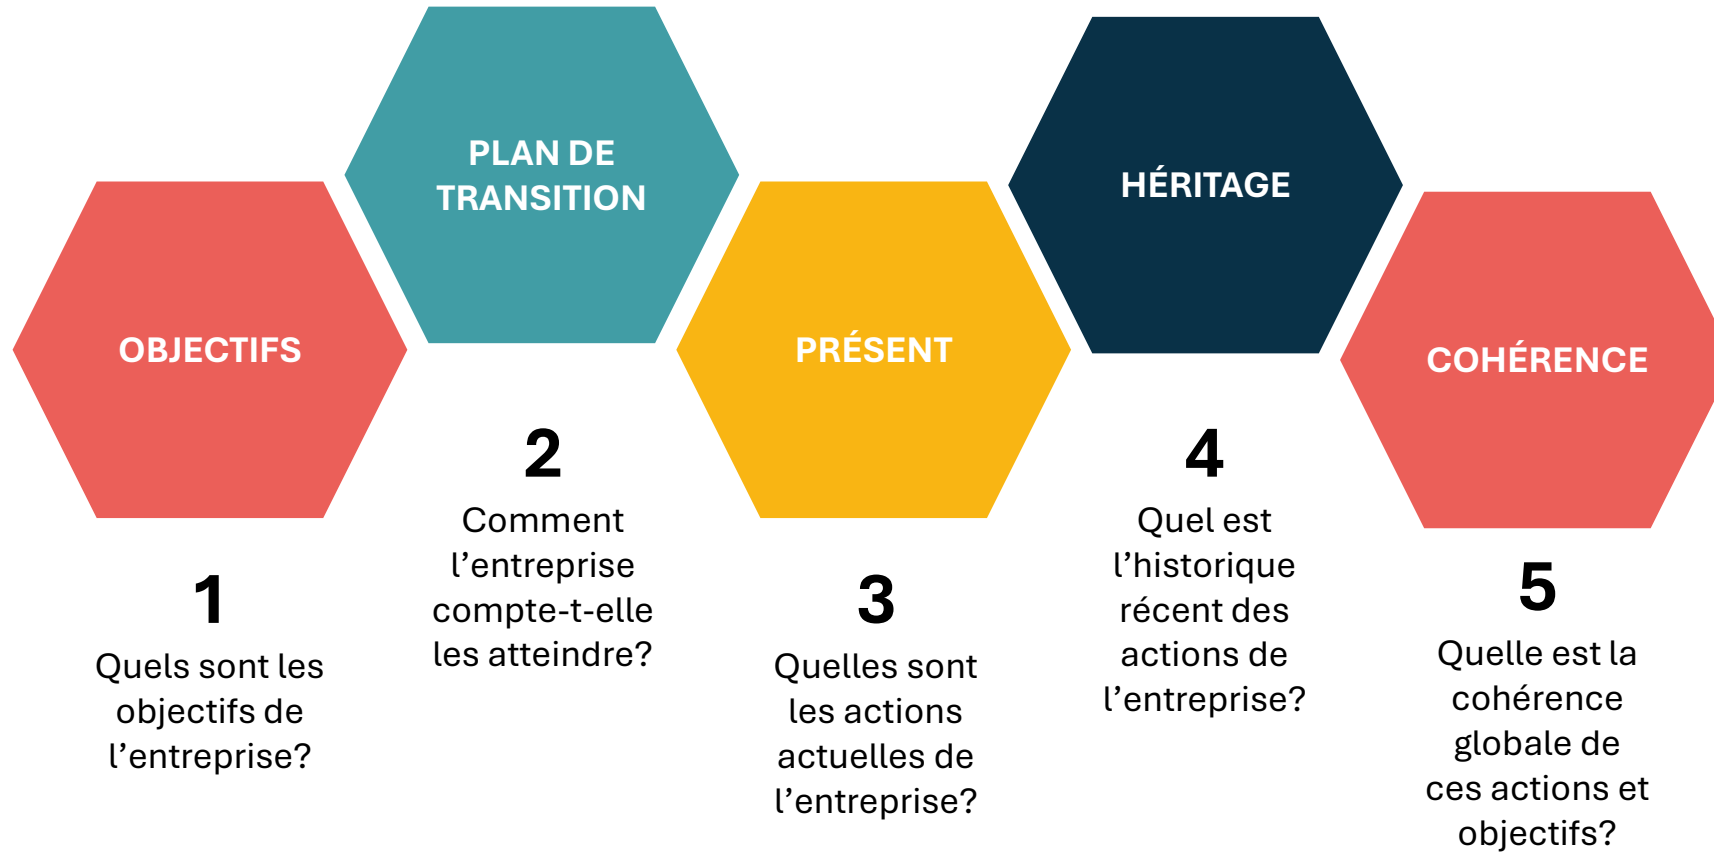 OBJECTIFS
1
Quels sont les
objectifs de
l’entreprise?
PLAN DE
TRANSITION
2
Comment
l’entreprise
compte-t-elle
les atteindre?
PRÉSENT
3
Quelles sont
les actions
actuelles de
l’entreprise?
HÉRITAGE
4
Quel est
l’historique
récent des
actions de
l’entreprise?
COHÉRENCE
5
Quelle est la
cohérence
globale de
ces actions et
objectifs?